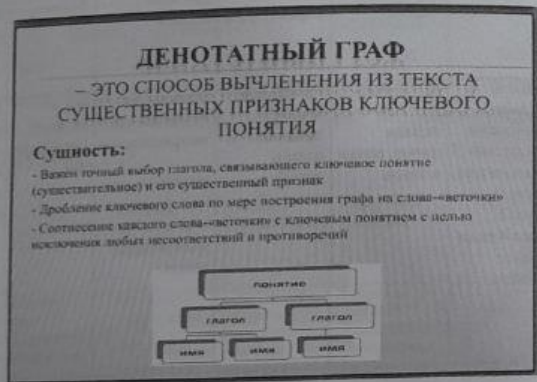 ДЕНОТАТНЫЙ ГРАФ
– ЭТО СПОСОБ ВЫЧЛЕНЕНИЯ ИЗ ТЕКСТА
СУЩЕСТВЕННЫХ ПРИЗНАКОВ КЛЮЧЕВОГО
ПОНЯТИЯ
Сущность:
- Важен точный выбор глагола, связывающего ключевое понятие
(существительное) и его существенный признак
- Дробление ключевого слова по мере построения графа на слова-«веточки»
- Соотнесение каждого слова-«веточки» с ключевым понятием с целью
исключения любых несоответствий и противоречий
ПОНЯТИЕ
ГЛАГОЛ ГЛАГОЛ
ИМЯ ИМЯ ИМЯ